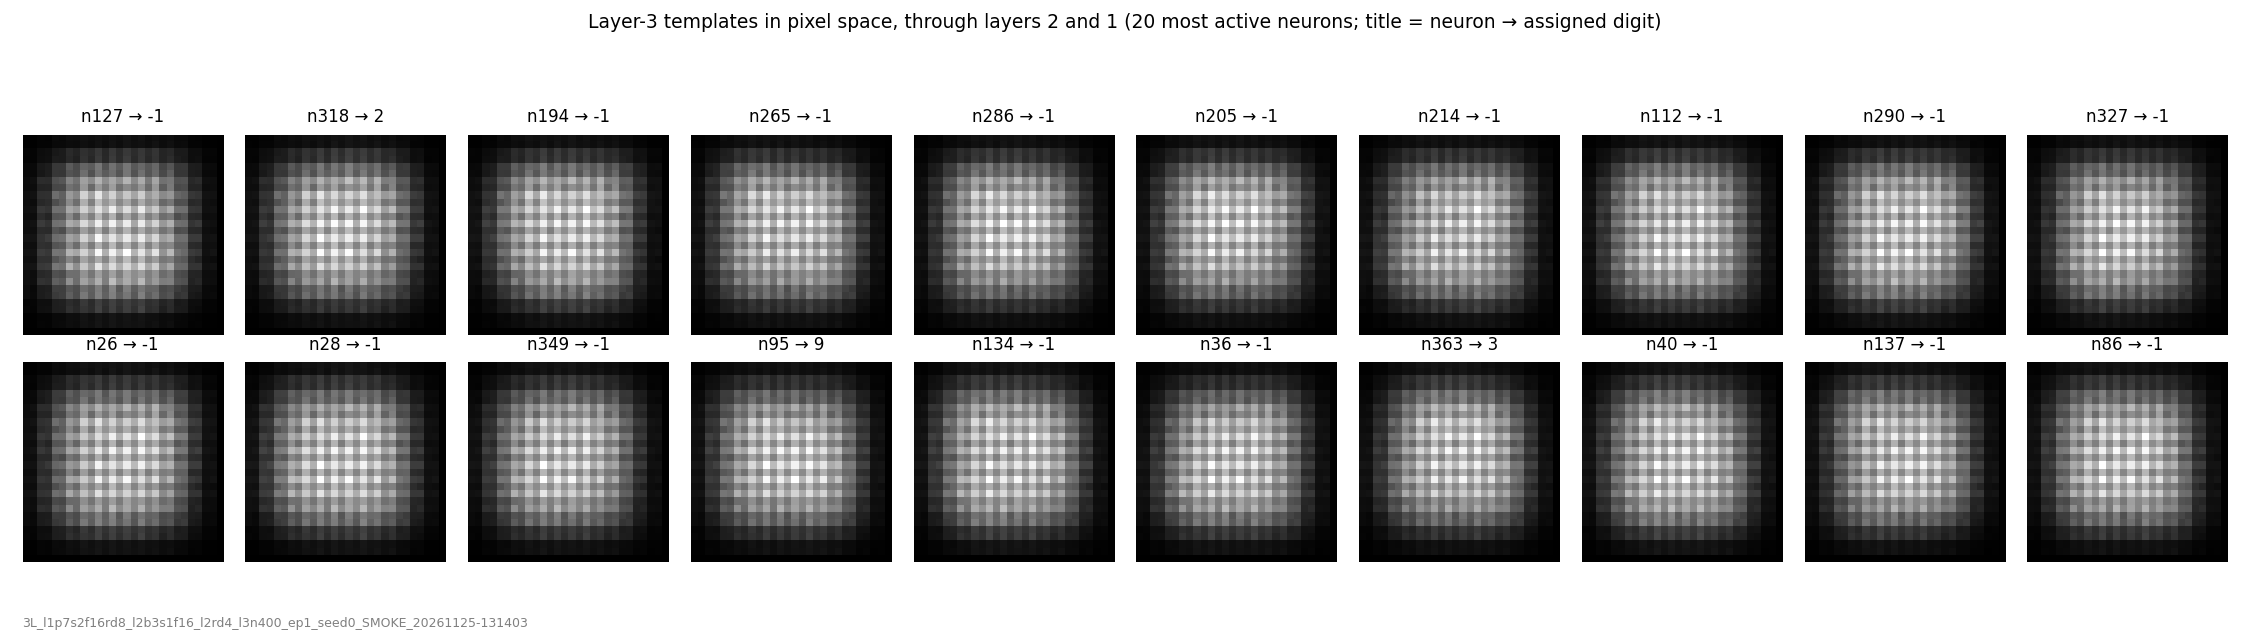 Layer-3 templates in pixel space, through layers 2 and 1 (20 most active neurons; title = neuron → assigned digit)
n127 → -1 n318 → 2 n194 → -1 n265 → -1 n286 → -1 n205 → -1 n214 → -1 n112 → -1 n290 → -1 n327 → -1
n26 → -1 n28 → -1 n349 → -1 n95 → 9 n134 → -1 n36 → -1 n363 → 3 n40 → -1 n137 → -1 n86 → -1
3L_l1p7s2f16rd8_l2b3s1f16_l2rd4_l3n400_ep1_seed0_SMOKE_20261125-131403